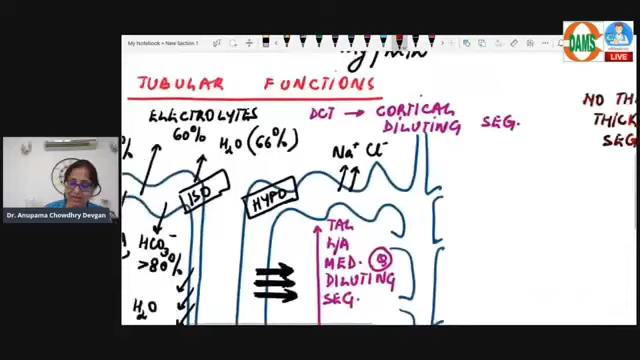 My Notebook » New Section 1
DAMS
LIVE
TUBULAR FUNCTIONS
NO TH
THICK
SEG
ELECTROLYTES
60%
H₂O (66%)
DCT → CORTICAL
DILUTING SEG.
Na⁺ Cl⁻
ISO
HYPO
HCO₃⁻
>80%
H₂O
TAL
MED.
DILUTING
SEG.
Dr. Anupama Chowdhry Devgan